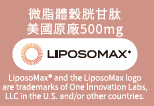 微脂體穀胱甘肽
美國原廠500mg
LIPOSOMAX®
LiposoMax® and the LiposoMax logo
are trademarks of One Innovation Labs,
LLC in the U.S. and/or other countries.